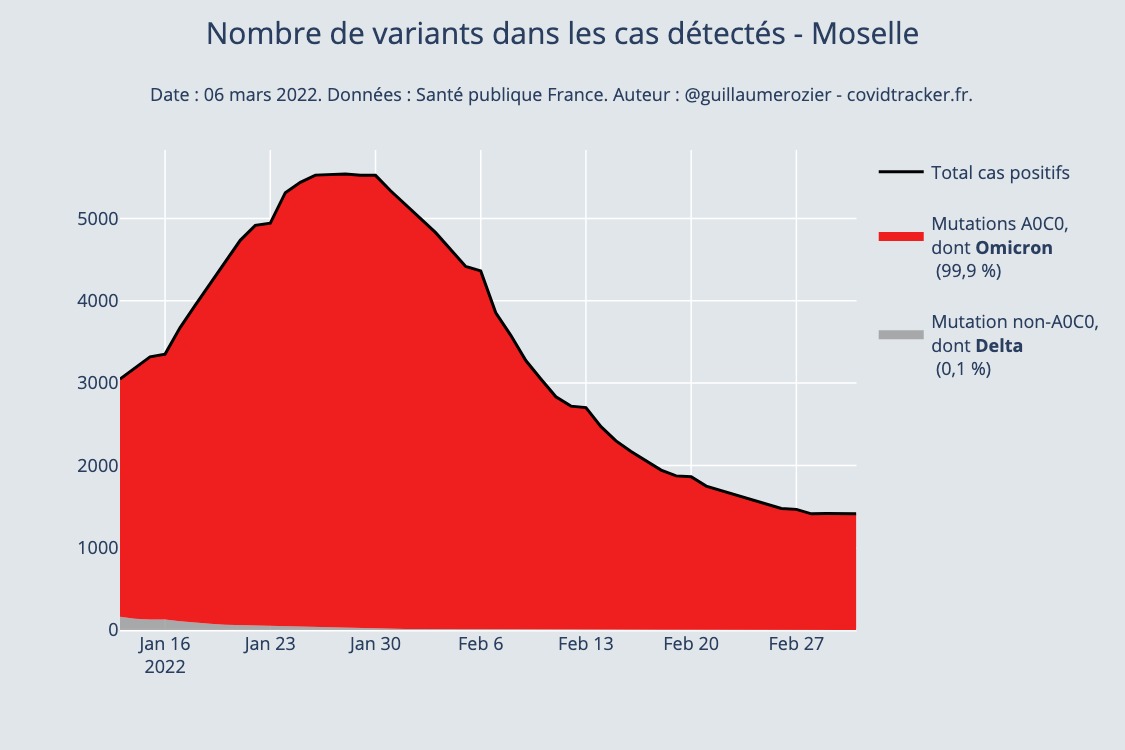 Nombre de variants dans les cas détectés - Moselle
Date : 06 mars 2022. Données : Santé publique France. Auteur : @guillaumerozier - covidtracker.fr.
Total cas positifs
Mutations A0C0,
dont Omicron
(99,9 %)
Mutation non-A0C0,
dont Delta
(0,1 %)
5000
4000
3000
2000
1000
0
Jan 16 Jan 23 Jan 30 Feb 6 Feb 13 Feb 20 Feb 27
2022